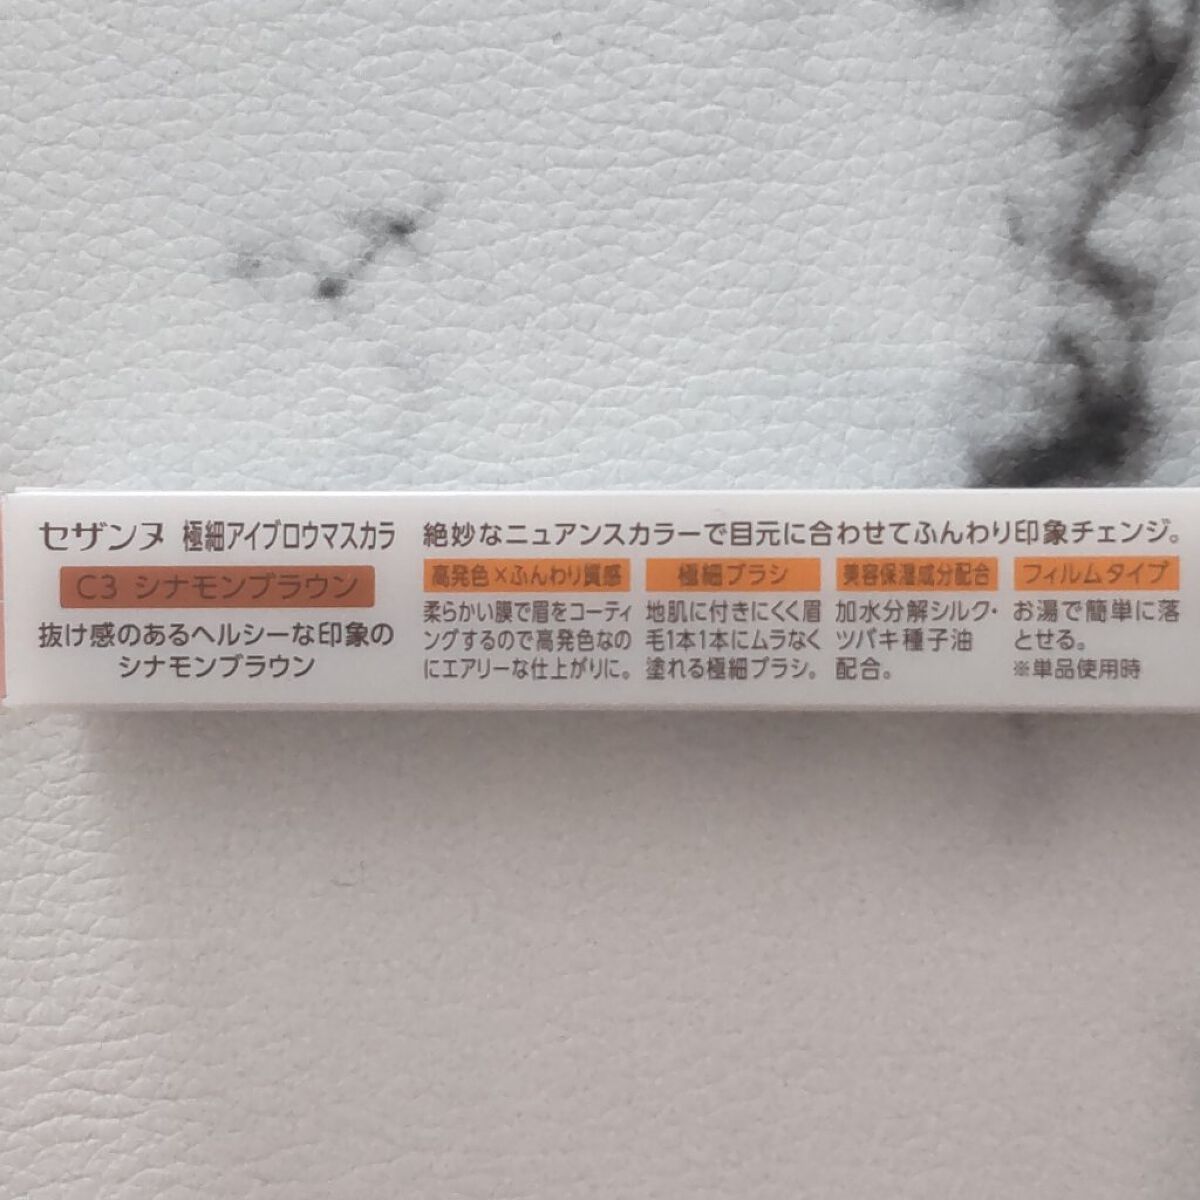 セザンヌ 極細アイブロウマスカラ
C3 シナモンブラウン
抜け感のあるヘルシーな印象の
シナモンブラウン
絶妙なニュアンスカラーで目元に合わせてふんわり印象チェンジ。
高発色×ふんわり質感
柔らかい膜で眉をコーティ
ングするので高発色なの
にエアリーな仕上がりに。
極細ブラシ
地肌に付きにくく眉
毛1本1本にムラなく
塗れる極細ブラシ。
美容保湿成分配合
加水分解シルク・
ツバキ種子油
配合。
フィルムタイプ
お湯で簡単に落
とせる。
※単品使用時